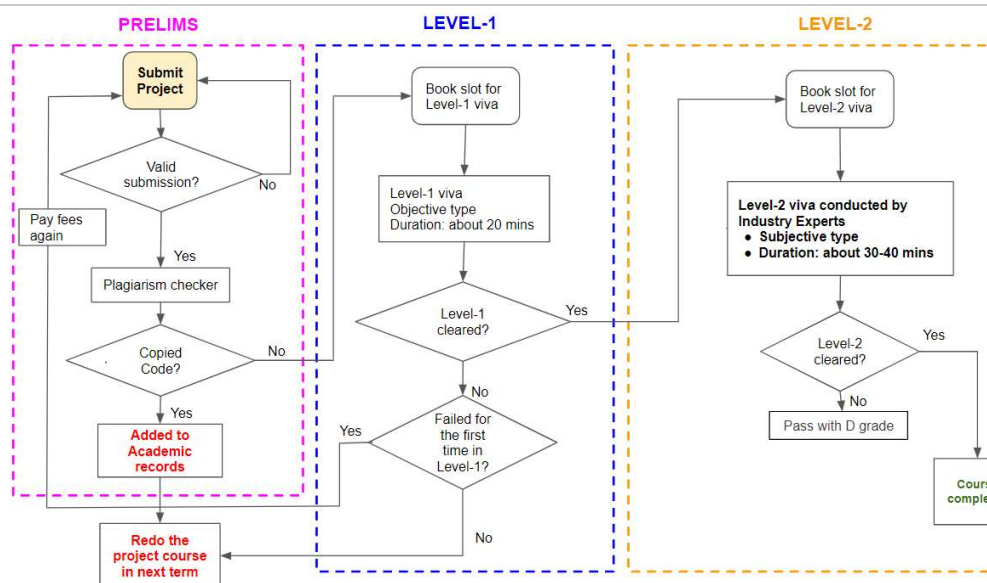 PRELIMS
Submit
Project
Valid
submission?
No
Pay fees
again
Yes
Plagiarism checker
Copied
Code?
No
Yes
Added to
Academic
records
Redo the
project course
in next term
LEVEL-1
Book slot for
Level-1 viva
Level-1 viva
Objective type
Duration: about 20 mins
Level-1
cleared?
Yes
No
Failed for
the first
time in
Level-1?
Yes
No
LEVEL-2
Book slot for
Level-2 viva
Level-2 viva conducted by
Industry Experts
● Subjective type
● Duration: about 30-40 mins
Level-2
cleared?
Yes
No
Pass with D grade
Cours
comple